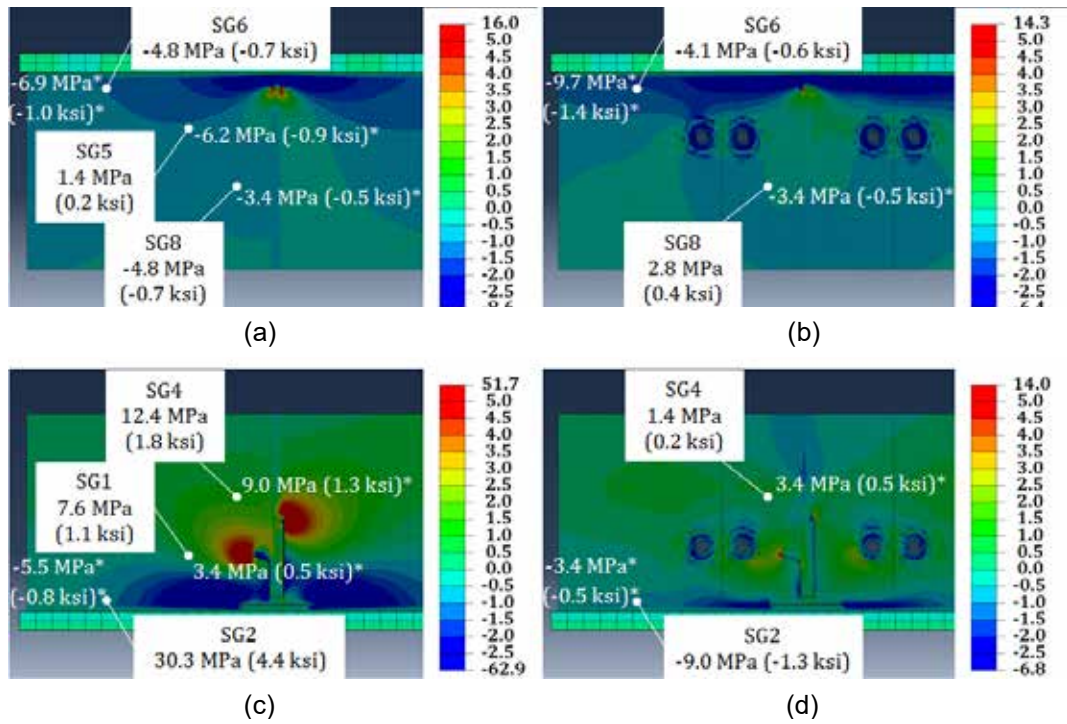 SG6
-4.8 MPa (-0.7 ksi)
-6.9 MPa*
(-1.0 ksi)*
-6.2 MPa (-0.9 ksi)*
SG5
1.4 MPa
(0.2 ksi)
-3.4 MPa (-0.5 ksi)*
SG8
-4.8 MPa
(-0.7 ksi)
16.0
5.0
4.5
4.0
3.5
3.0
2.5
2.0
1.5
1.0
0.5
0.0
-0.5
-1.0
-1.5
-2.0
-2.5
(a)
SG6
-4.1 MPa (-0.6 ksi)
-9.7 MPa*
(-1.4 ksi)*
-3.4 MPa (-0.5 ksi)*
SG8
2.8 MPa
(0.4 ksi)
14.3
5.0
4.5
4.0
3.5
3.0
2.5
2.0
1.5
1.0
0.5
0.0
-0.5
-1.0
-1.5
-2.0
-2.5
(b)
SG4
12.4 MPa
(1.8 ksi)
9.0 MPa (1.3 ksi)*
SG1
7.6 MPa
(1.1 ksi)
3.4 MPa (0.5 ksi)*
-5.5 MPa*
(-0.8 ksi)*
SG2
30.3 MPa (4.4 ksi)
51.7
5.0
4.5
4.0
3.5
3.0
2.5
2.0
1.5
1.0
0.5
0.0
-0.5
-1.0
-1.5
-2.0
-2.5
-62.9
(c)
SG4
1.4 MPa
(0.2 ksi)
3.4 MPa (0.5 ksi)*
-3.4 MPa*
(-0.5 ksi)*
SG2
-9.0 MPa (-1.3 ksi)
14.0
5.0
4.5
4.0
3.5
3.0
2.5
2.0
1.5
1.0
0.5
0.0
-0.5
-1.0
-1.5
-2.0
-2.5
-6.8
(d)